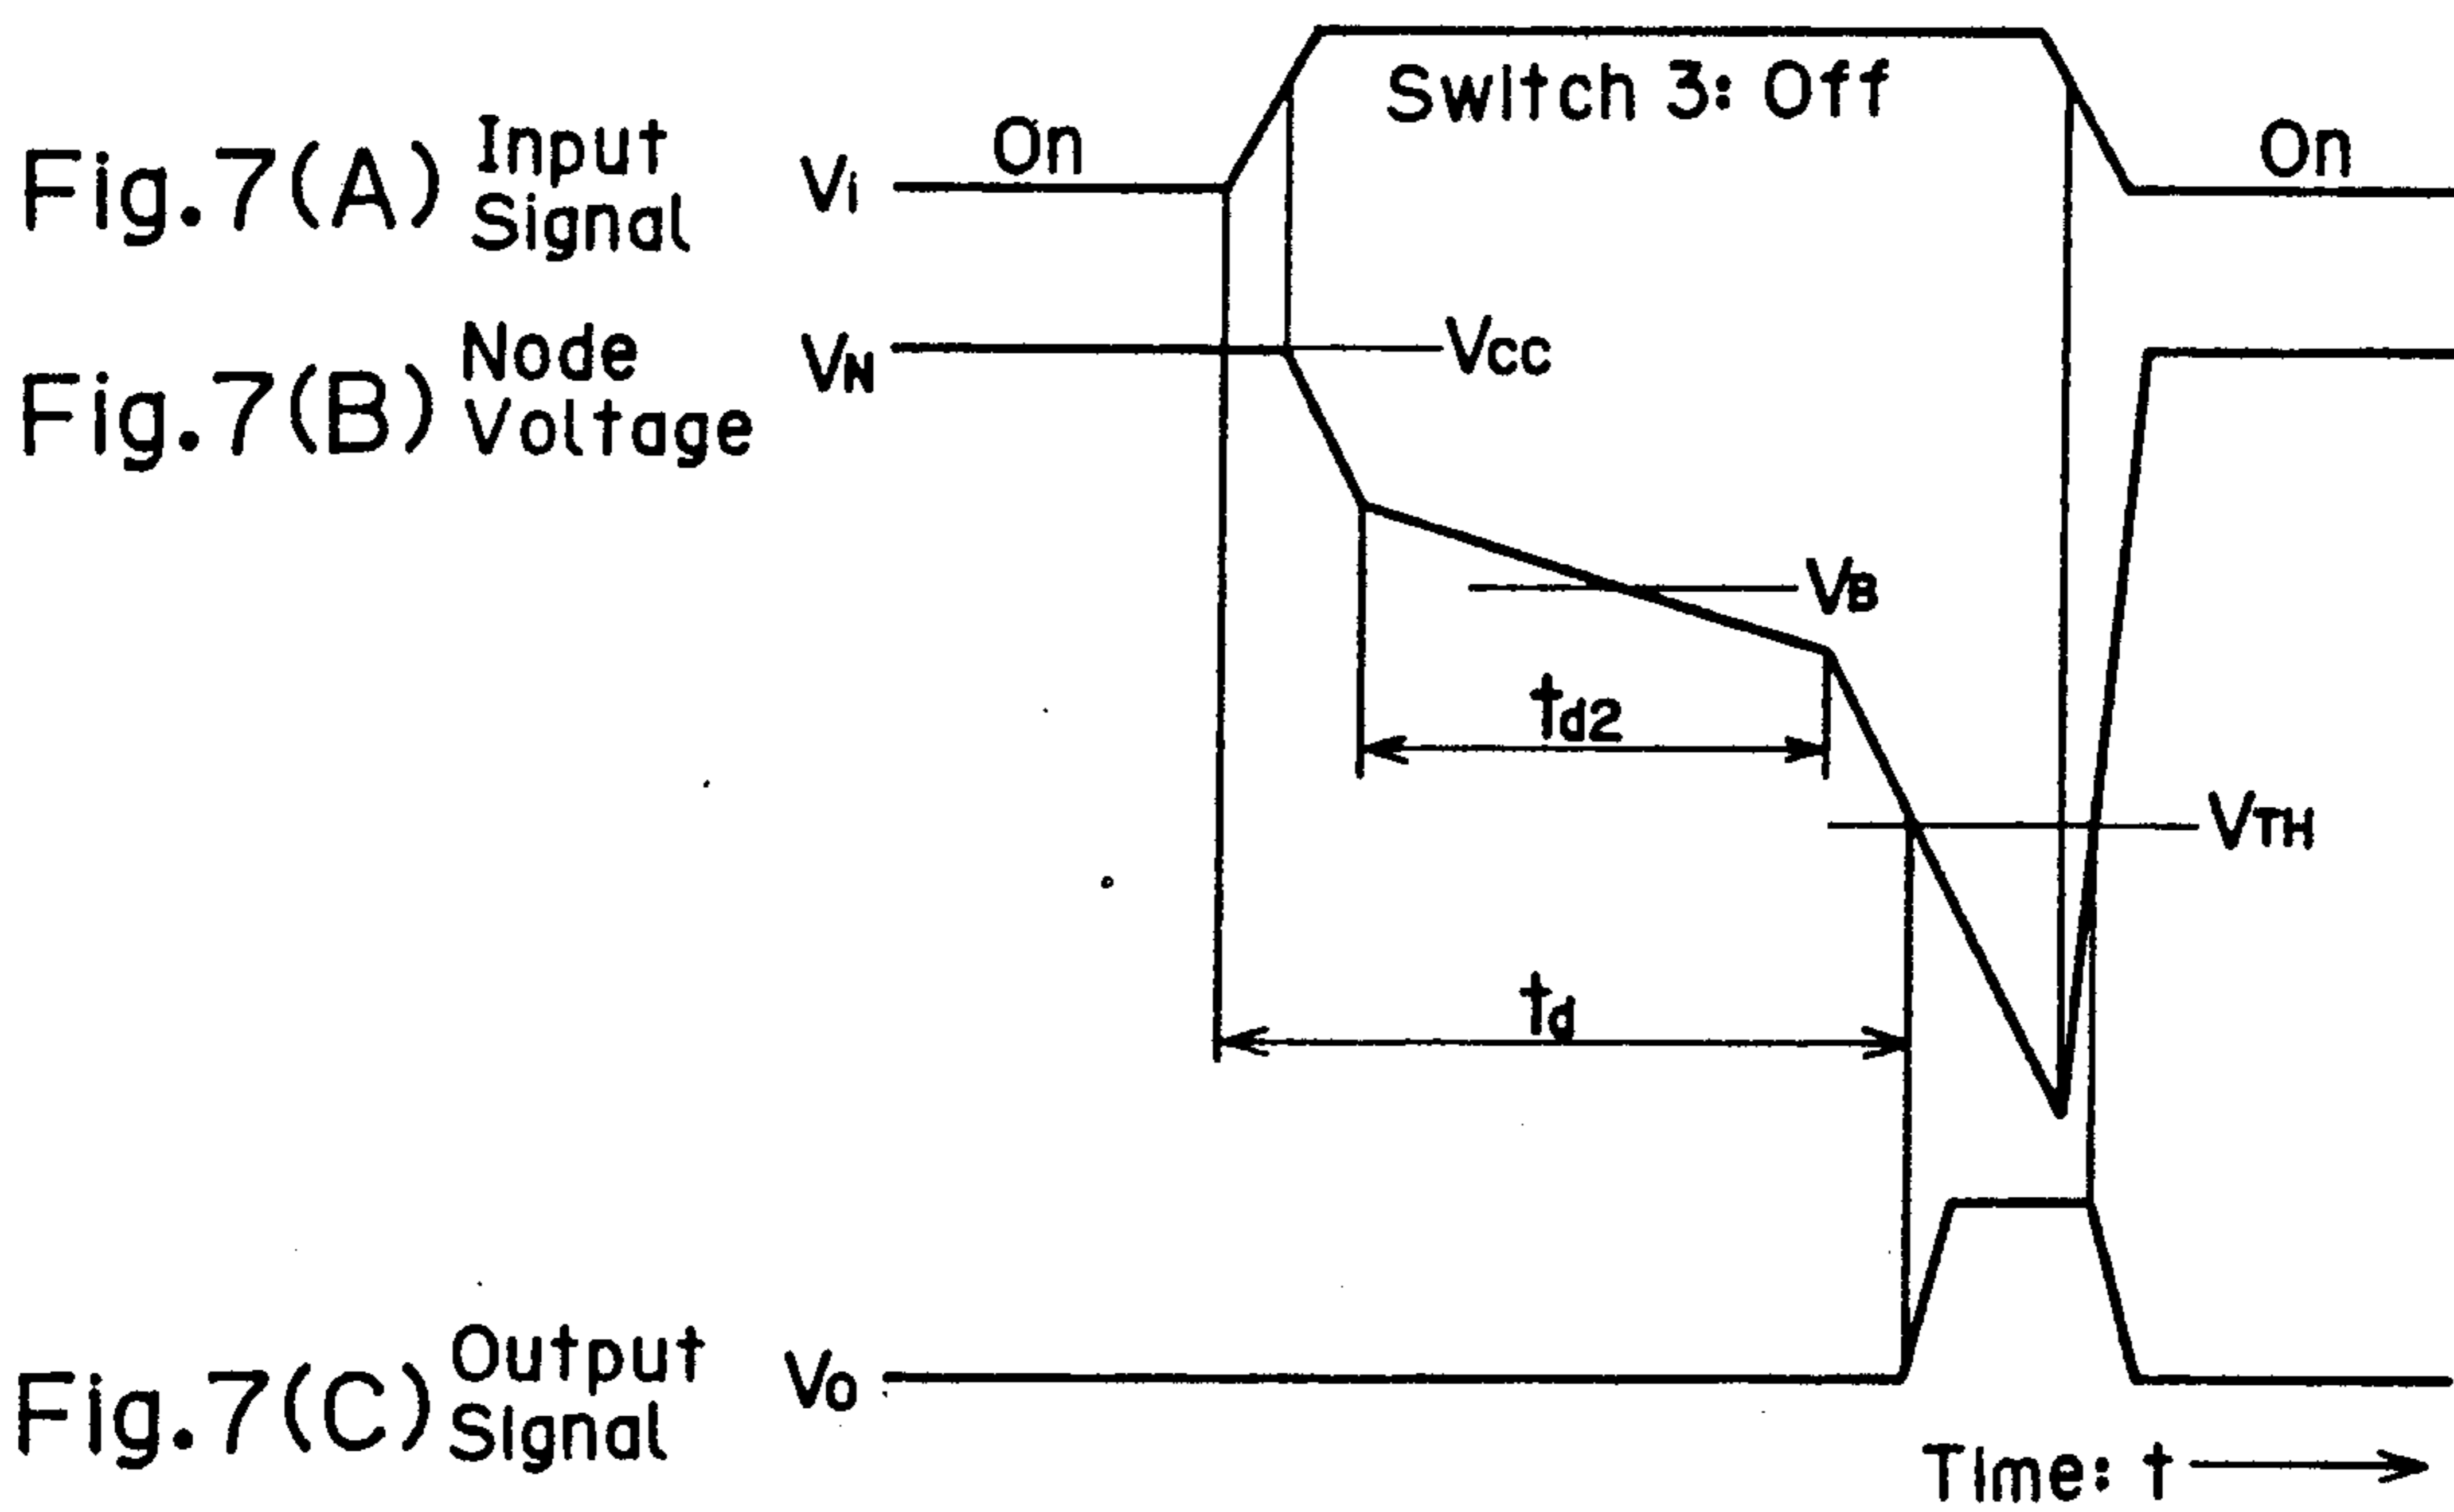 Fig.7(A) Input Signal Vi On Switch 3: Off On
Fig.7(B) Node Voltage VN VCC
VB
td2
VTH
td
Fig.7(C) Output Signal VO
Time: t